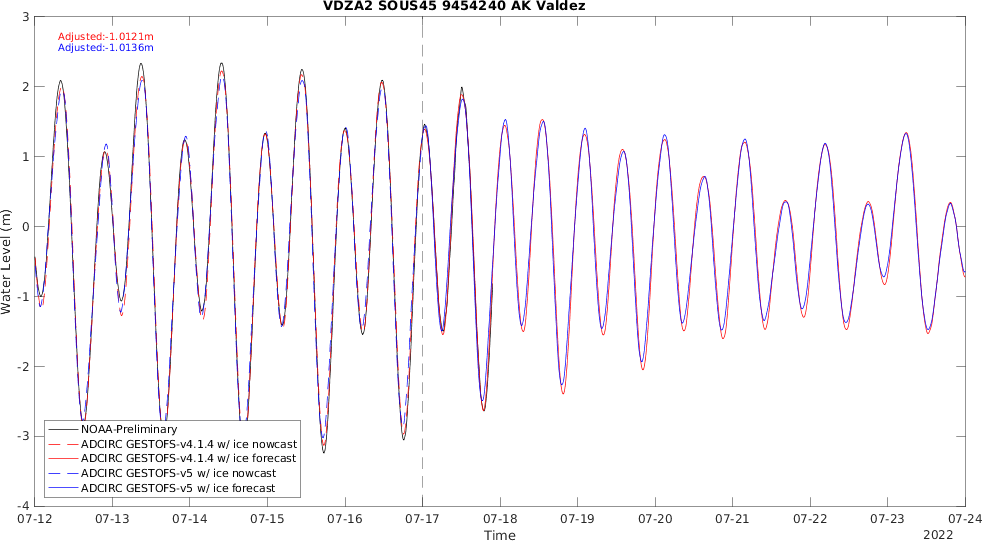 VDZA2 SOUS45 9454240 AK Valdez
Adjusted:-1.0121m
Adjusted:-1.0136m
3
2
1
0
-1
-2
-3
-4
Water Level (m)
NOAA-Preliminary
ADCIRC GESTOFS-v4.1.4 w/ ice nowcast
ADCIRC GESTOFS-v4.1.4 w/ ice forecast
ADCIRC GESTOFS-v5 w/ ice nowcast
ADCIRC GESTOFS-v5 w/ ice forecast
07-12 07-13 07-14 07-15 07-16 07-17 07-18 07-19 07-20 07-21 07-22 07-23 07-24
Time
2022